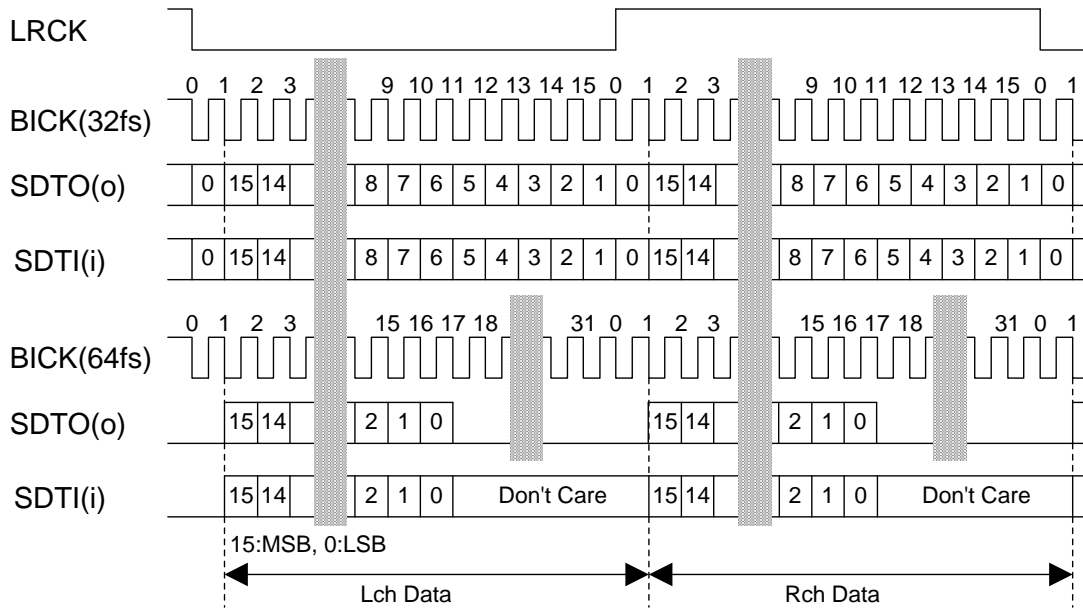 LRCK
0 1 2 3 9 10 11 12 13 14 15 0 1 2 3 9 10 11 12 13 14 15 0 1
BICK(32fs)
SDTO(o) 0 15 14 8 7 6 5 4 3 2 1 0 15 14 8 7 6 5 4 3 2 1 0
SDTI(i) 0 15 14 8 7 6 5 4 3 2 1 0 15 14 8 7 6 5 4 3 2 1 0
0 1 2 3 15 16 17 18 31 0 1 2 3 15 16 17 18 31 0 1
BICK(64fs)
SDTO(o) 15 14 2 1 0 15 14 2 1 0
SDTI(i) 15 14 2 1 0 Don't Care 15 14 2 1 0 Don't Care
15:MSB, 0:LSB
Lch Data Rch Data